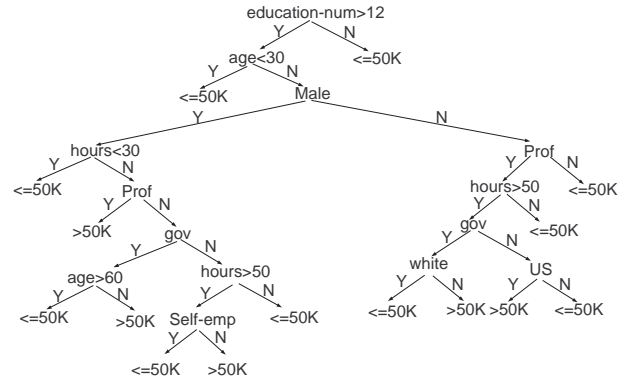 education-num>12
Y N
age<30 <=50K
Y N
<=50K Male
Y N
hours<30 Prof
Y N Y N
<=50K Prof hours>50 <=50K
Y N Y N
>50K gov gov <=50K
Y N Y N
age>60 hours>50 white US
Y N Y N Y N Y N
<=50K >50K Self-emp <=50K <=50K >50K >50K <=50K
Y N
<=50K >50K